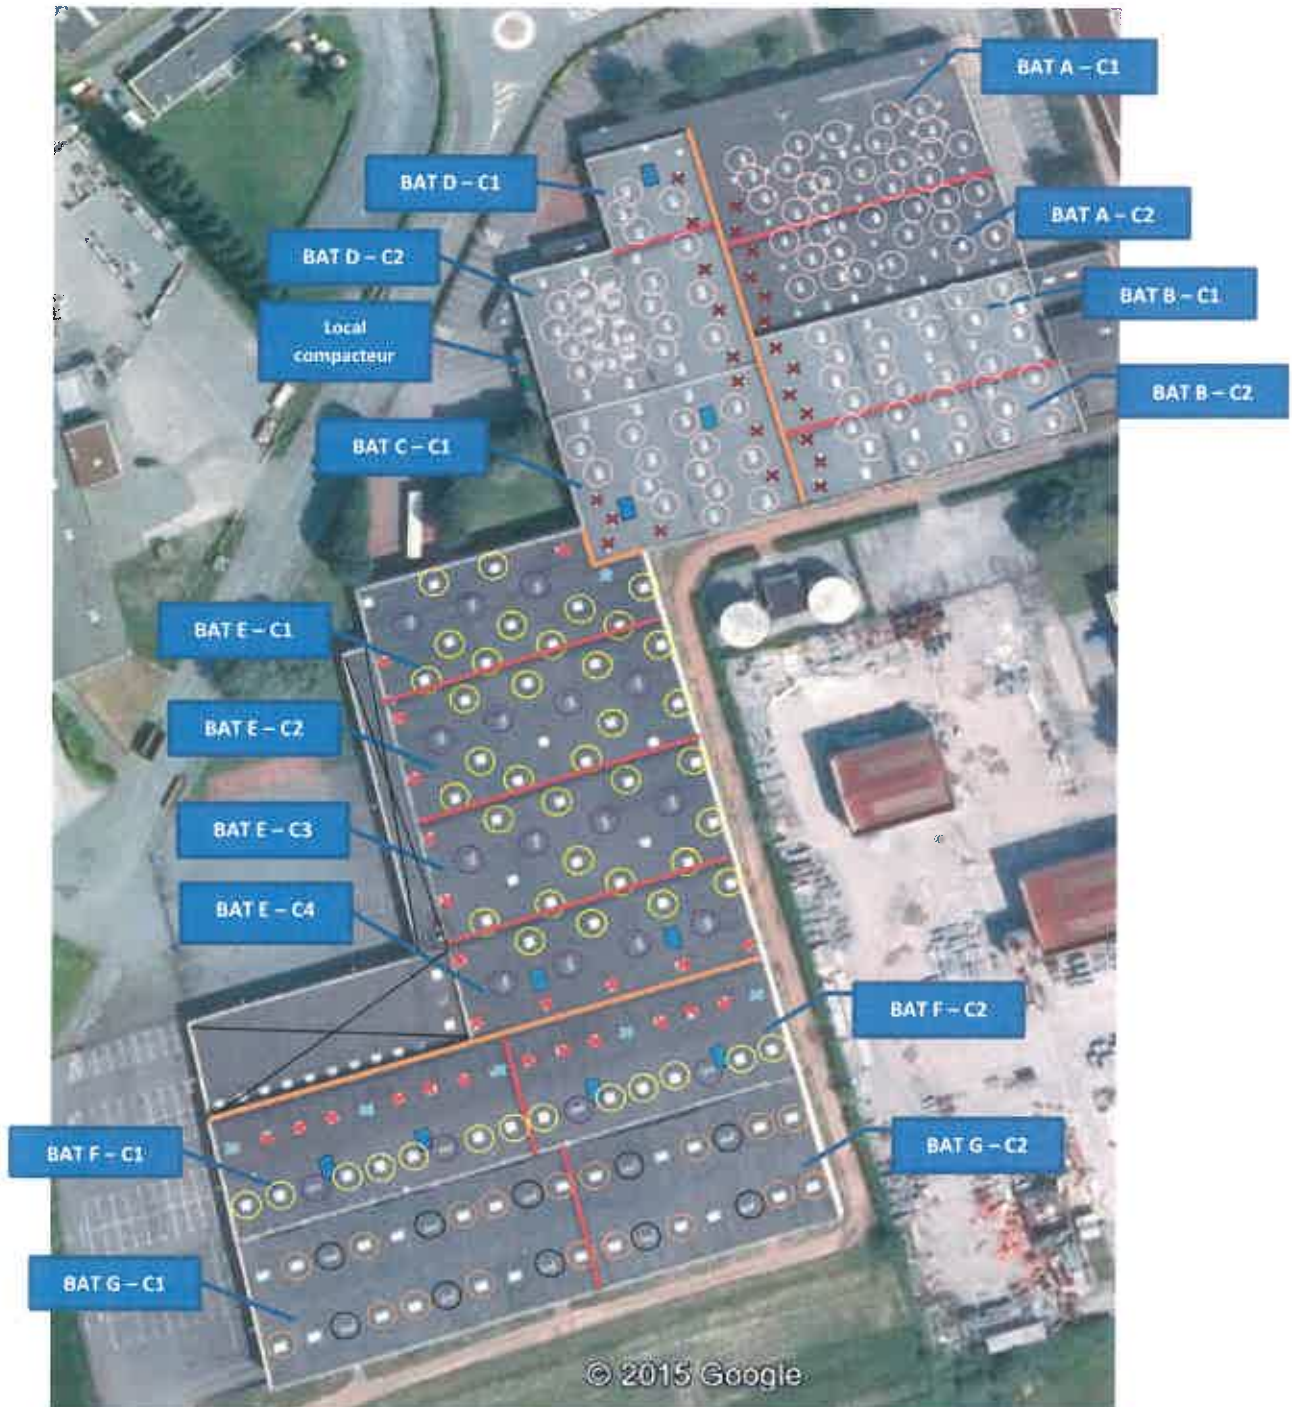 BAT A – C1
BAT D – C1
BAT A – C2
BAT D – C2
BAT B – C1
Local
compacteur
BAT B – C2
BAT C – C1
BAT E – C1
BAT E – C2
BAT E – C3
BAT E – C4
BAT F – C2
BAT F – C1
BAT G – C2
BAT G – C1
© 2015 Google